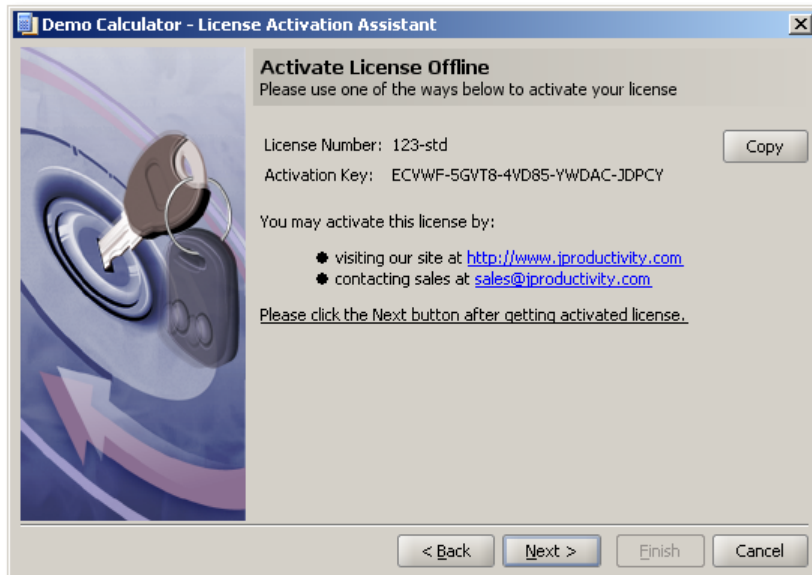 Demo Calculator - License Activation Assistant
Activate License Offline
Please use one of the ways below to activate your license
License Number: 123-std
Copy
Activation Key: ECVWF-5GVT8-4VD85-YWDAC-JDPCY
You may activate this license by:
● visiting our site at http://www.jproductivity.com
● contacting sales at sales@jproductivity.com
Please click the Next button after getting activated license.
< Back Next > Finish Cancel